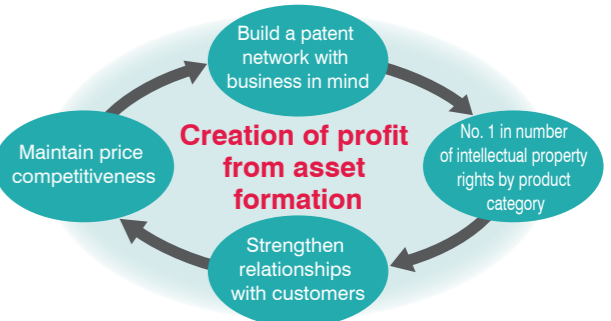 Build a patent
network with
business in mind
Creation of profit
from asset
formation
No. 1 in number
of intellectual property
rights by product
category
Strengthen
relationships
with customers
Maintain price
competitiveness